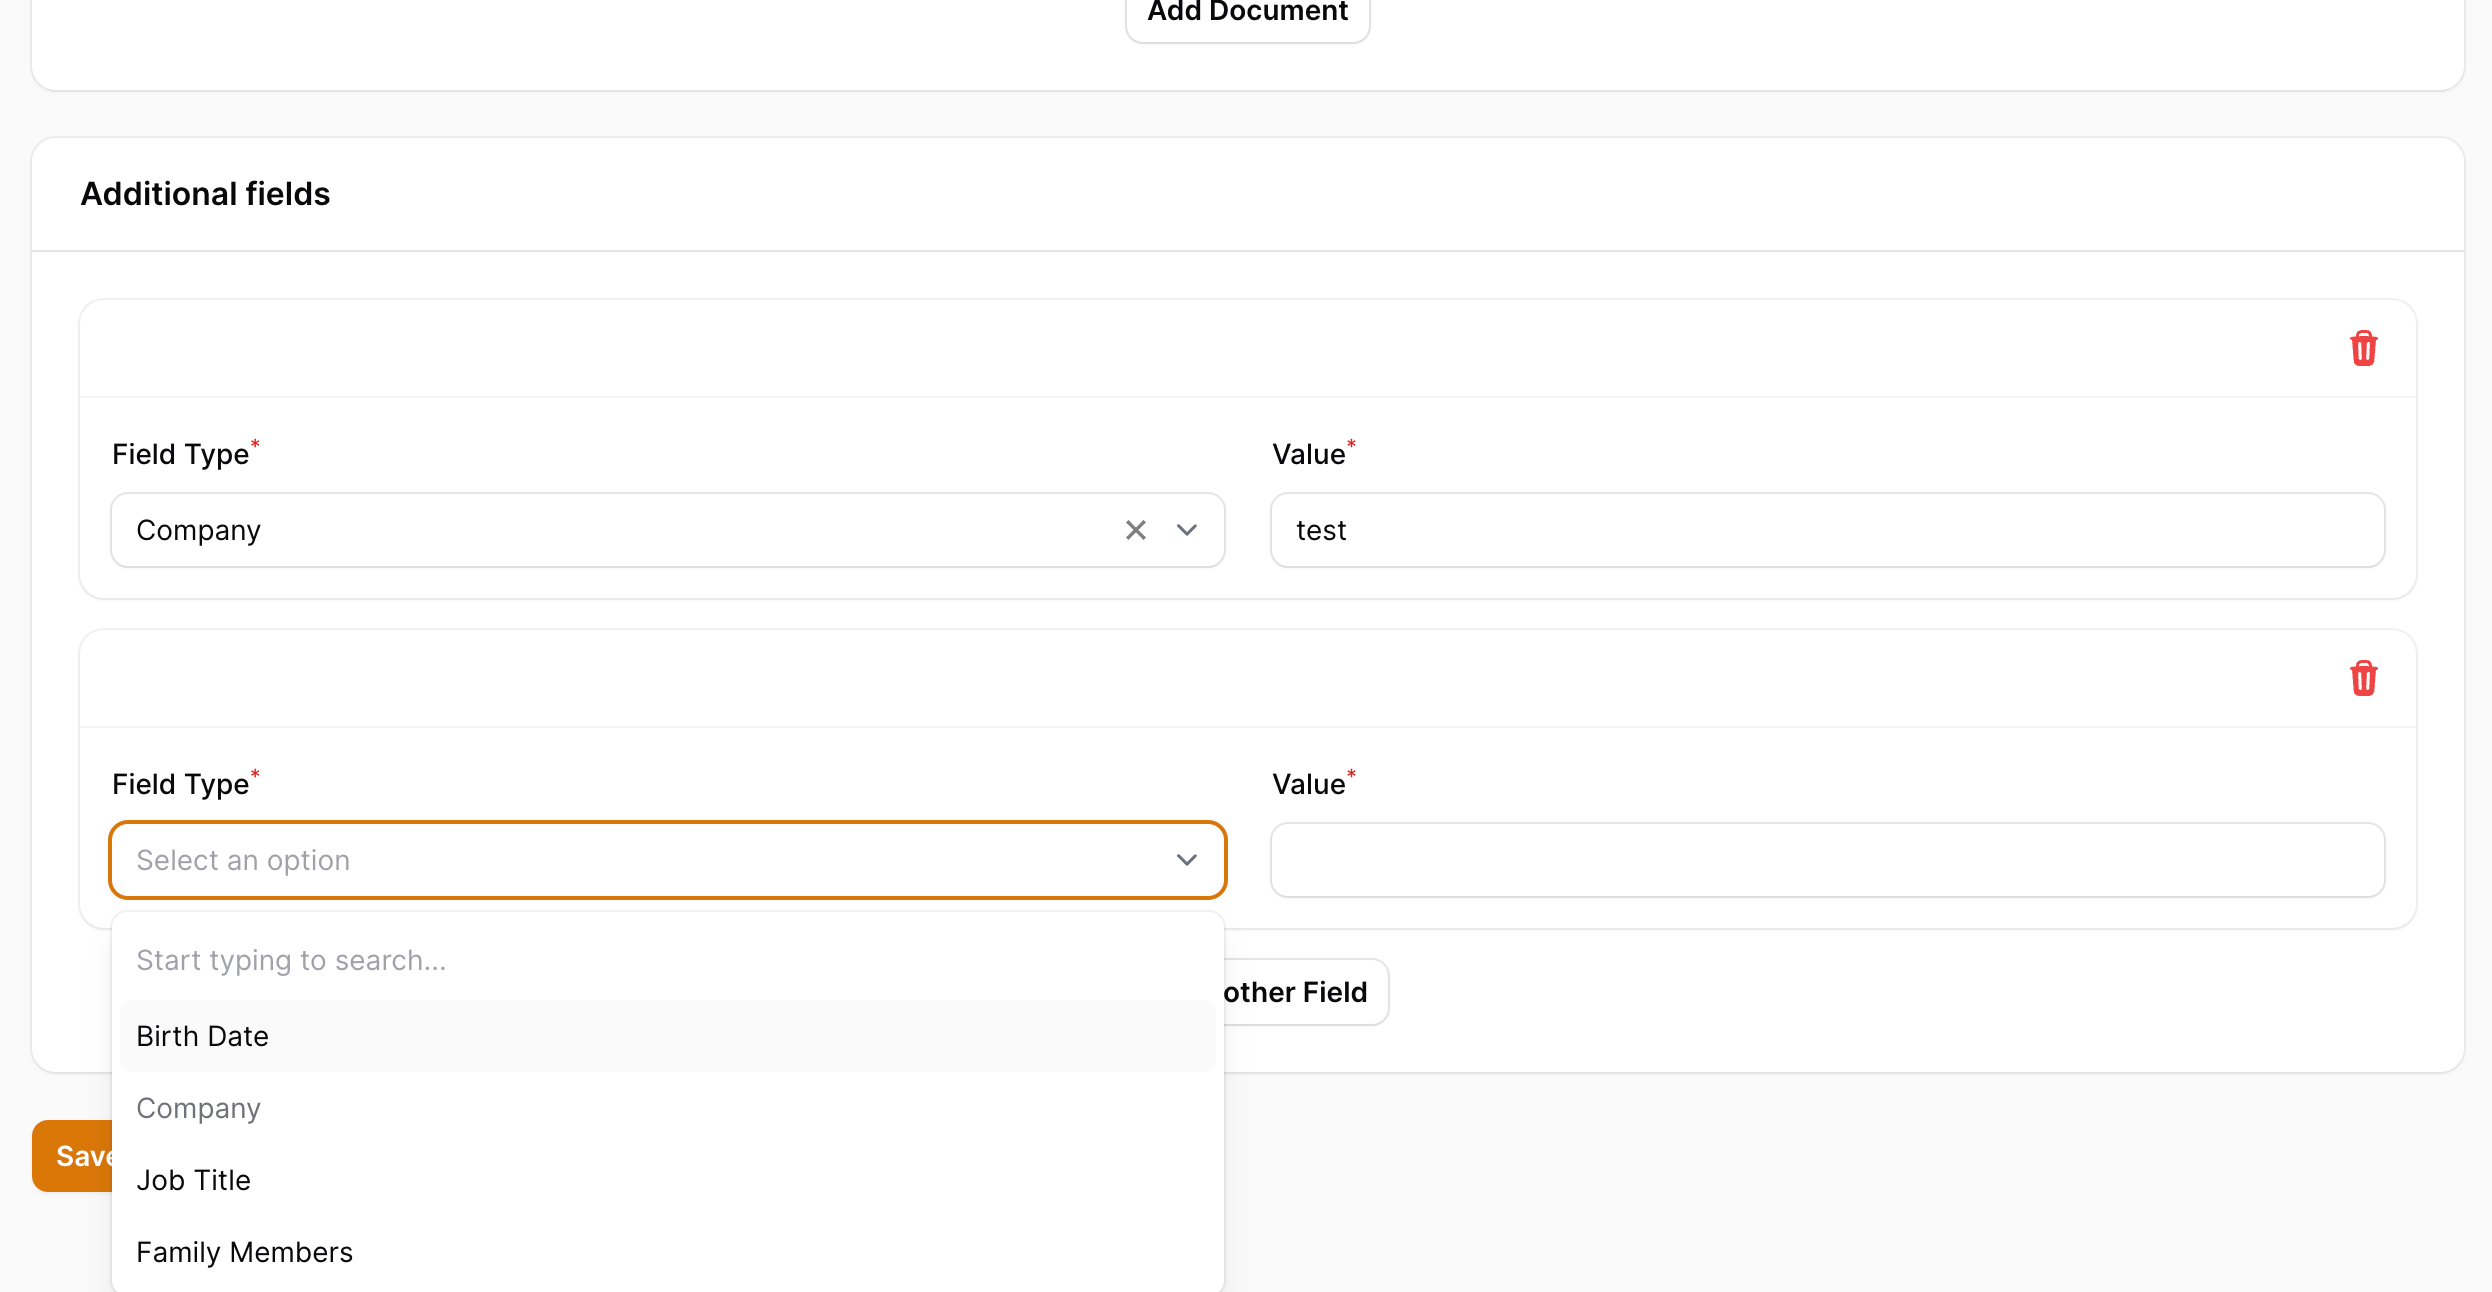 Add Document
Additional fields
Field Type*
Value*
Company
test
Field Type*
Value*
Select an option
Start typing to search...
other Field
Birth Date
Company
Save
Job Title
Family Members